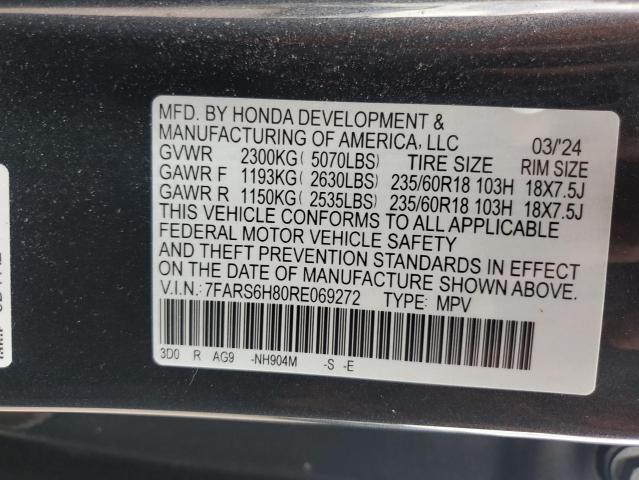 MFD. BY HONDA DEVELOPMENT &
MANUFACTURING OF AMERICA, LLC 03/'24
GVWR 2300KG ( 5070LBS) TIRE SIZE RIM SIZE
GAWR F 1193KG ( 2630LBS) 235/60R18 103H 18X7.5J
GAWR R 1150KG ( 2535LBS) 235/60R18 103H 18X7.5J
THIS VEHICLE CONFORMS TO ALL APPLICABLE
FEDERAL MOTOR VEHICLE SAFETY
AND THEFT PREVENTION STANDARDS IN EFFECT
ON THE DATE OF MANUFACTURE SHOWN ABOVE.
V.I.N.: 7FARS6H80RE069272 TYPE: MPV
3D0 R AG9 -NH904M -S -E